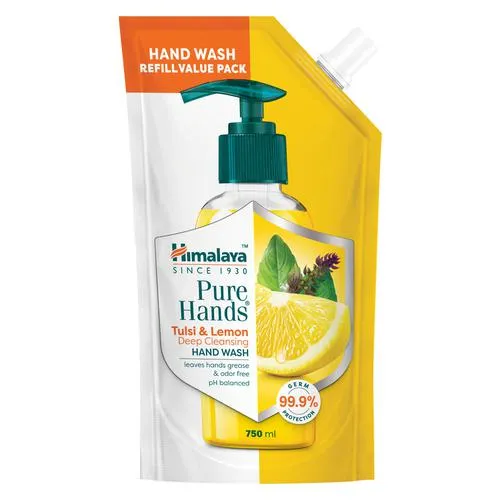 HAND WASH
REFILL VALUE PACK
Himalaya™
SINCE 1930
Pure
Hands®
Tulsi & Lemon
Deep Cleansing
HAND WASH
leaves hands grease
& odor free
pH balanced
GERM
99.9%
PROTECTION
750 ml